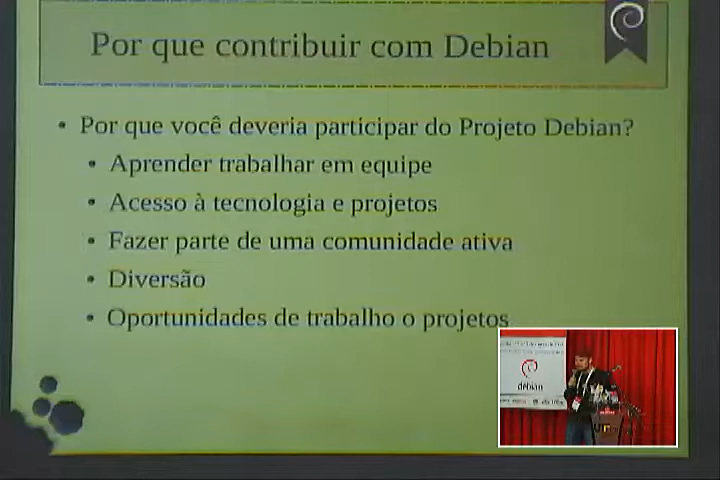 Por que contribuir com Debian
• Por que você deveria participar do Projeto Debian?
• Aprender trabalhar em equipe
• Acesso à tecnologia e projetos
• Fazer parte de uma comunidade ativa
• Diversão
• Oportunidades de trabalho o projetos
debian